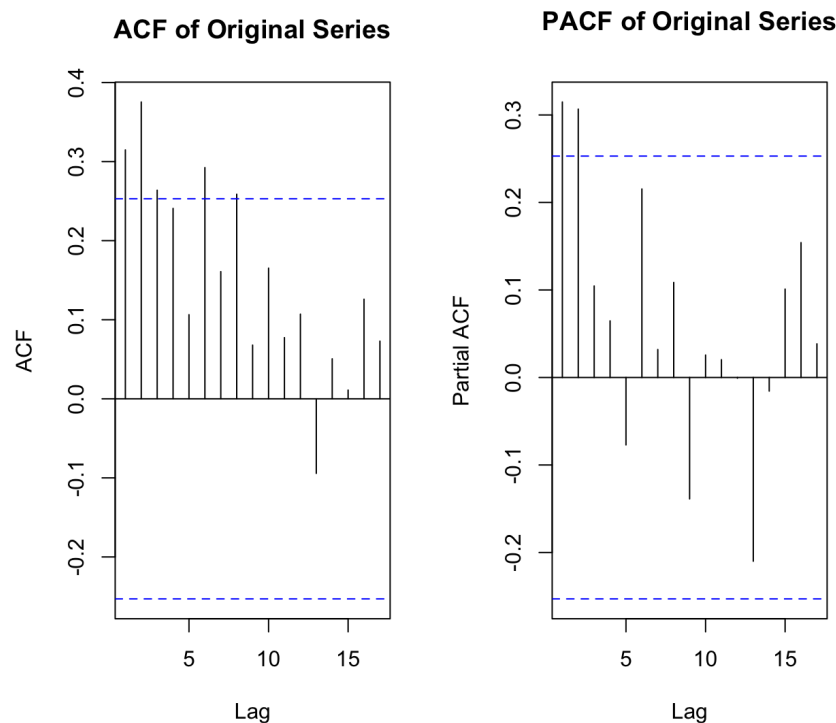 ACF of Original Series
ACF
0.4
0.3
0.2
0.1
0.0
-0.1
-0.2
5 10 15
Lag
PACF of Original Series
Partial ACF
0.3
0.2
0.1
0.0
-0.1
-0.2
5 10 15
Lag